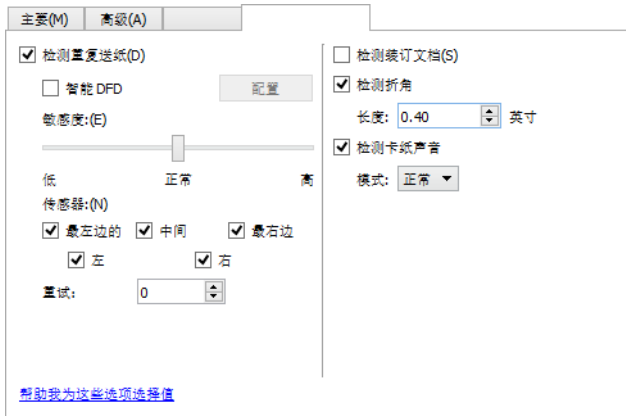 主要(M) 高级(A)
检测重复送纸(D)
智能 DFD 配置
敏感度:(E)
低 正常 高
传感器:(N)
最左边的 中间 最右边
左 右
重试: 0
检测装订文档(S)
检测折角
长度: 0.40 英寸
检测卡纸声音
模式: 正常
帮助我为这些选项选择值